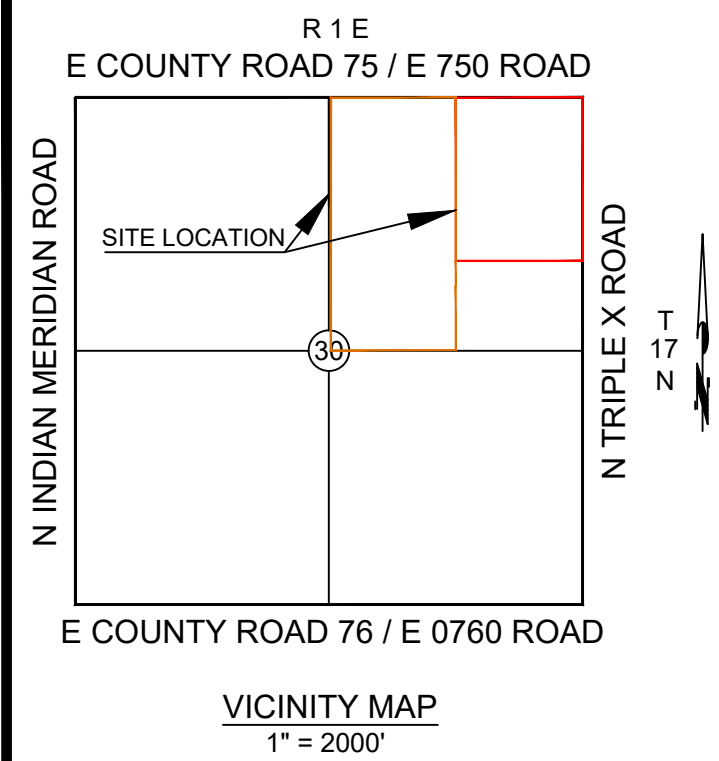 R 1 E
E COUNTY ROAD 75 / E 750 ROAD
N INDIAN MERIDIAN ROAD
SITE LOCATION
30
N TRIPLE X ROAD
T
17
N
N
E COUNTY ROAD 76 / E 0760 ROAD
VICINITY MAP
1" = 2000'